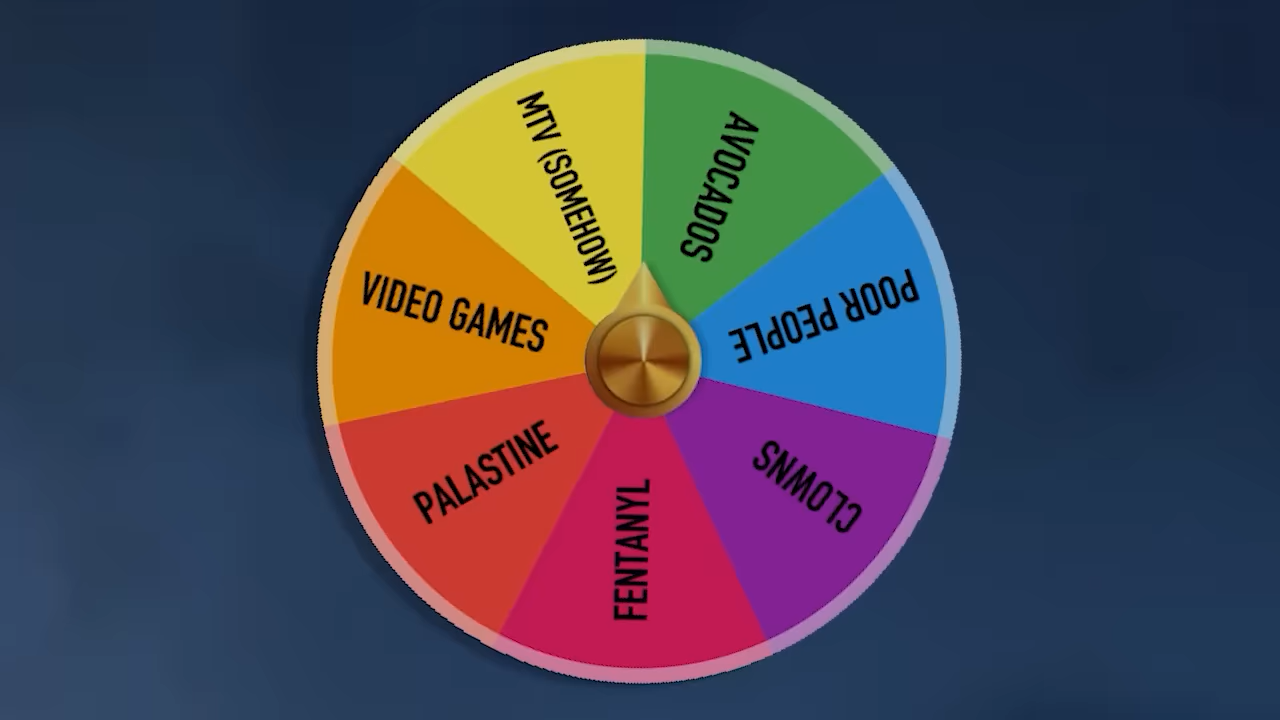 MTV (SOMEHOW)
AVOCADOS
POOR PEOPLE
CLOWNS
FENTANYL
PALASTINE
VIDEO GAMES